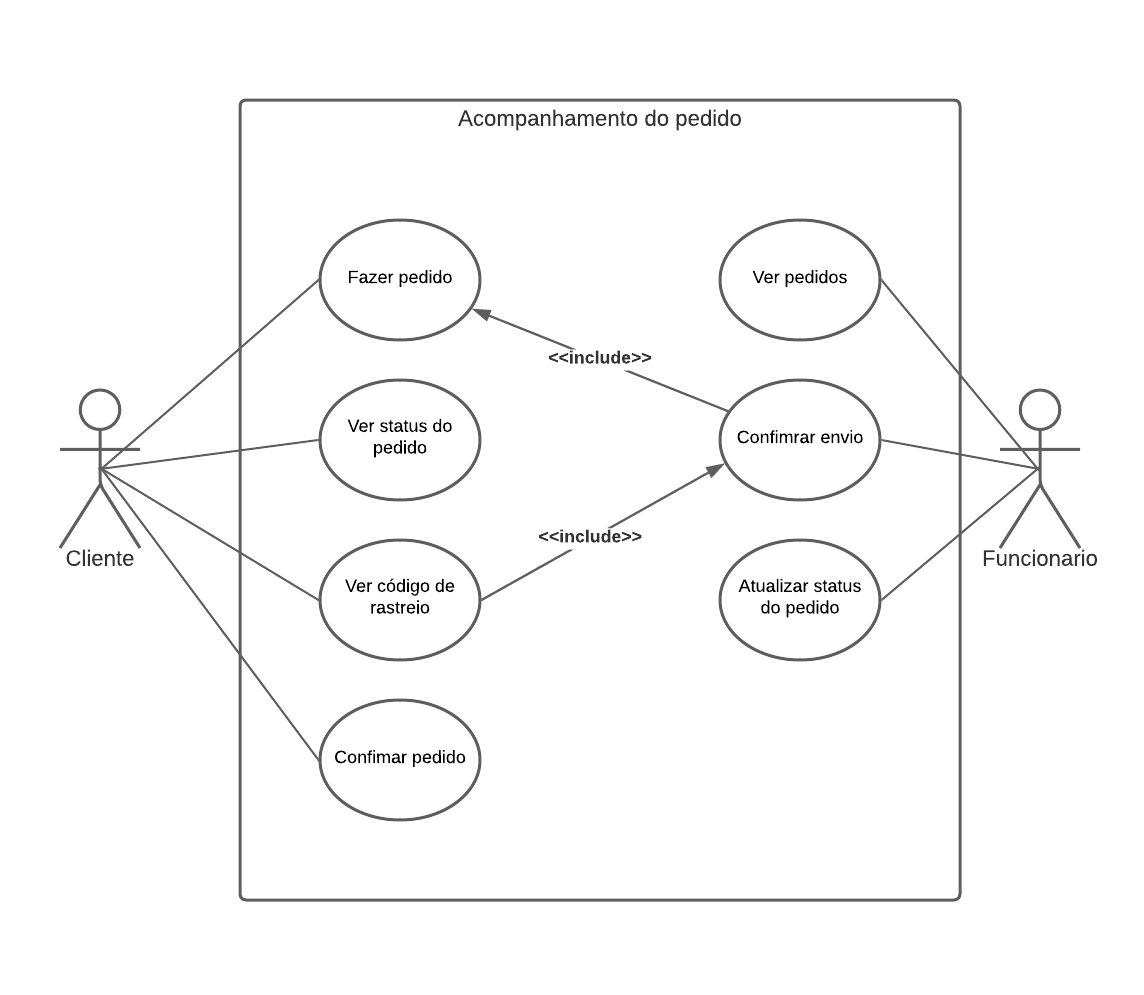 Acompanhamento do pedido
Fazer pedido
Ver pedidos
<<include>>
Ver status do
pedido
Confimrar envio
<<include>>
Ver código de
rastreio
Atualizar status
do pedido
Cliente
Funcionario
Confimar pedido